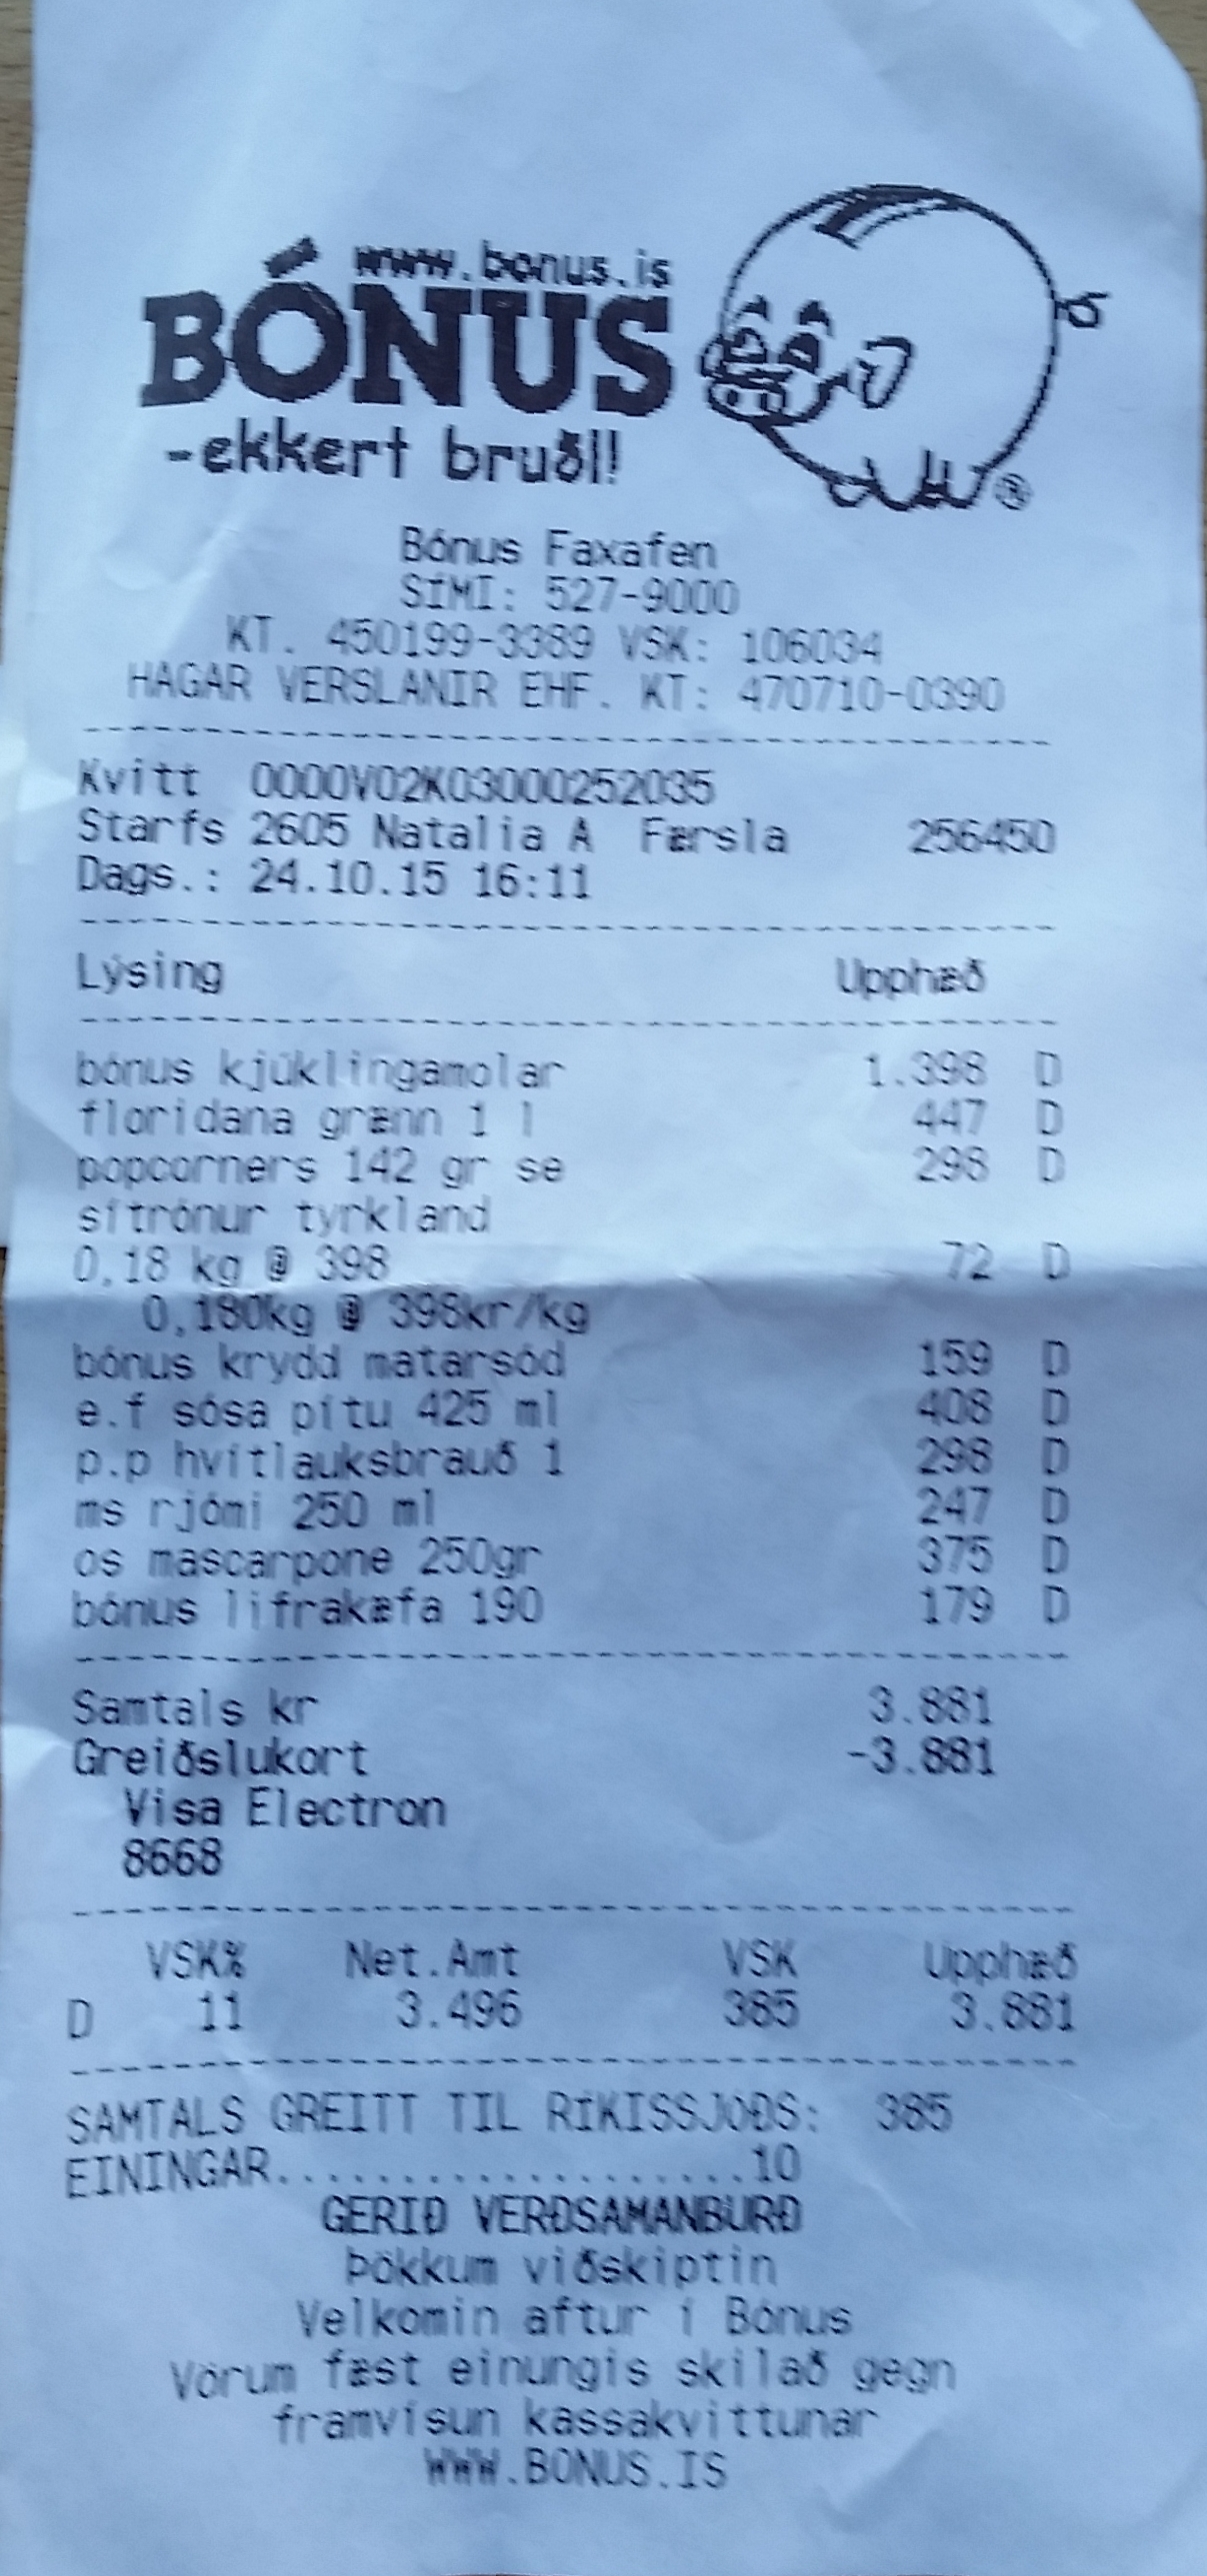 www.bonus.is
BÓNUS
-ekkert bruðl!
Bónus Faxafen
SÍMI: 527-9000
KT. 450199-3389 VSK: 106034
HAGAR VERSLANIR EHF. KT: 470710-0390
Kvitt 0000V02K03000252035
Starfs 2605 Natalia A Færsla 256450
Dags.: 24.10.15 16:11
Lýsing Upphæð
bónus kjúklingamolar 1.398 D
floridana grænn 1 l 447 D
popcorners 142 gr se 298 D
sítrónur tyrkland
0,18 kg @ 398 72 D
0,180kg @ 398kr/kg
bónus krydd matarsód 159 D
e.f sósa pítu 425 ml 408 D
p.p hvítlauksbrauð 1 298 D
ms rjómi 250 ml 247 D
os mascarpone 250gr 375 D
bónus lifrakæfa 190 179 D
Samtals kr 3.881
Greiðslukort -3.881
Visa Electron
8668
VSK% Net.Amt VSK Upphæð
D 11 3.496 385 3.881
SAMTALS GREITT TIL RÍKISSJÓÐS: 385
EININGAR...................10
GERIÐ VERÐSAMANBURÐ
Þökkum viðskiptin
Velkomin aftur í Bónus
Vörum fæst einungis skilað gegn
framvísun kassakvittunar
WWW.BONUS.IS